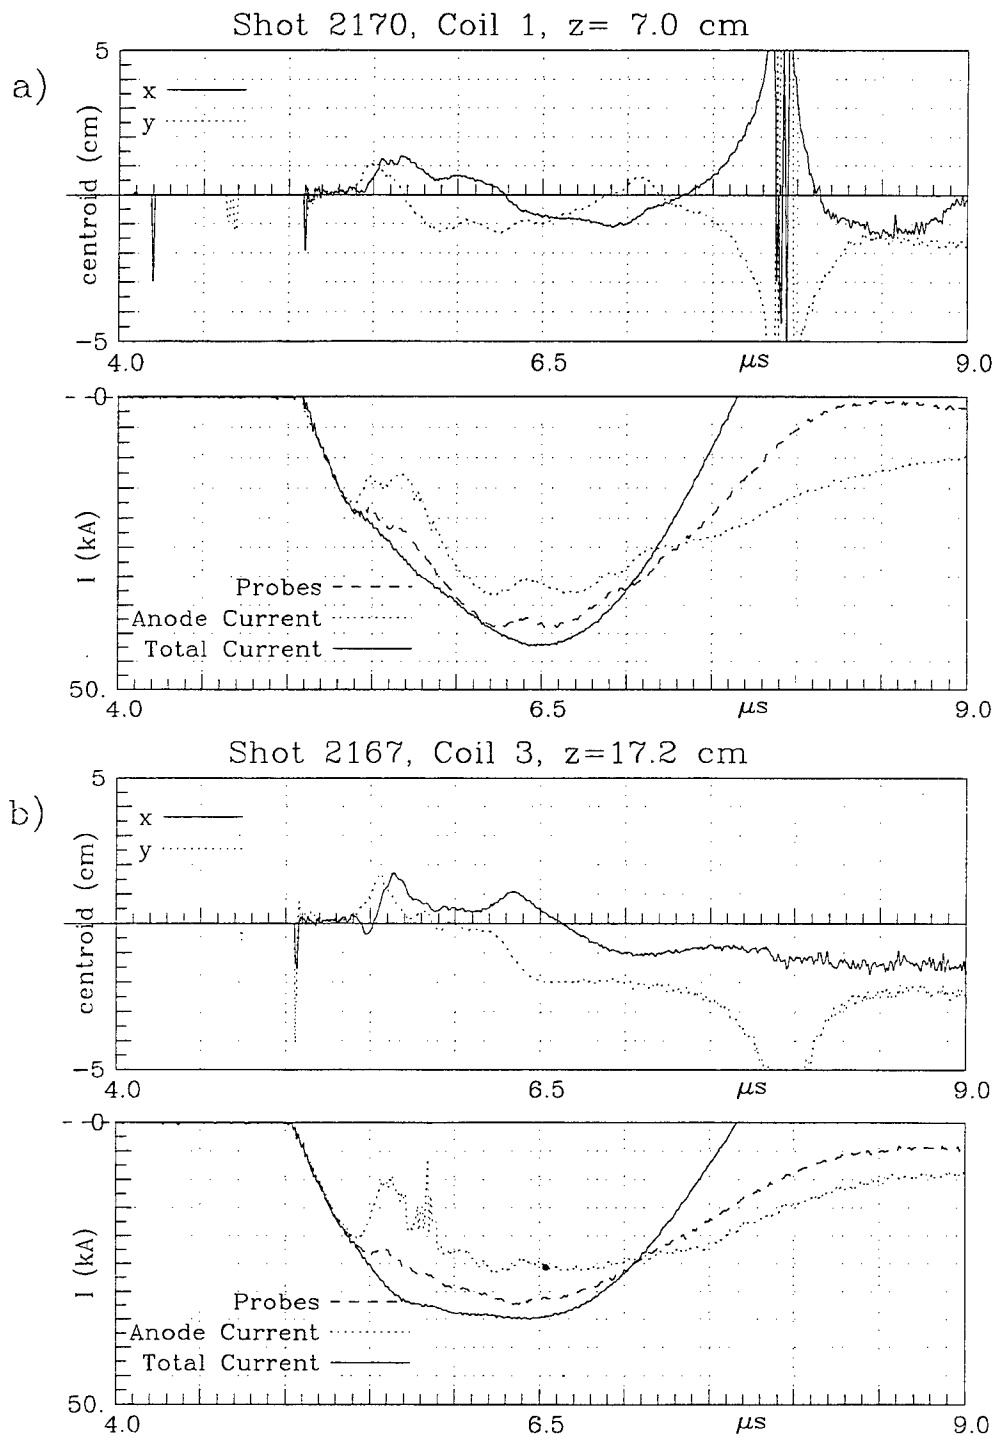 Shot 2170, Coil 1, z= 7.0 cm
a)
5
x
y
centroid (cm)
-5
4.0 6.5 μs 9.0
- -0
I (kA)
Probes
Anode Current
Total Current
50.
4.0 6.5 μs 9.0
Shot 2167, Coil 3, z=17.2 cm
b)
5
x
y
centroid (cm)
-5
4.0 6.5 μs 9.0
- -0
I (kA)
Probes
Anode Current
Total Current
50.
4.0 6.5 μs 9.0